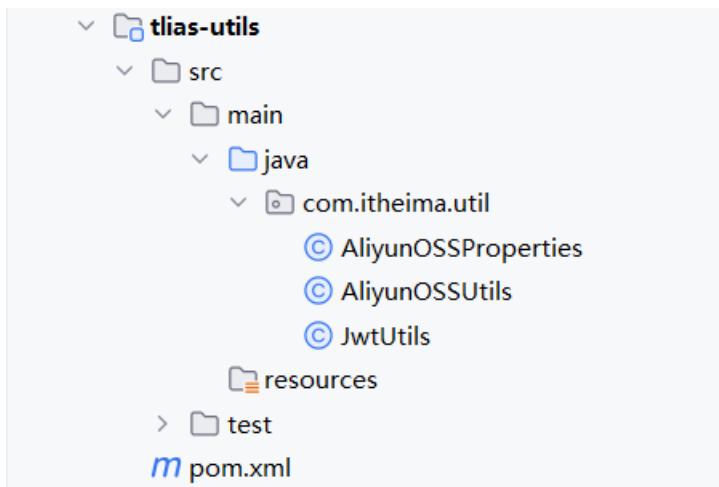 tlias-utils
src
main
java
com.itheima.util
AliyunOSSProperties
AliyunOSSUtils
JwtUtils
resources
test
pom.xml